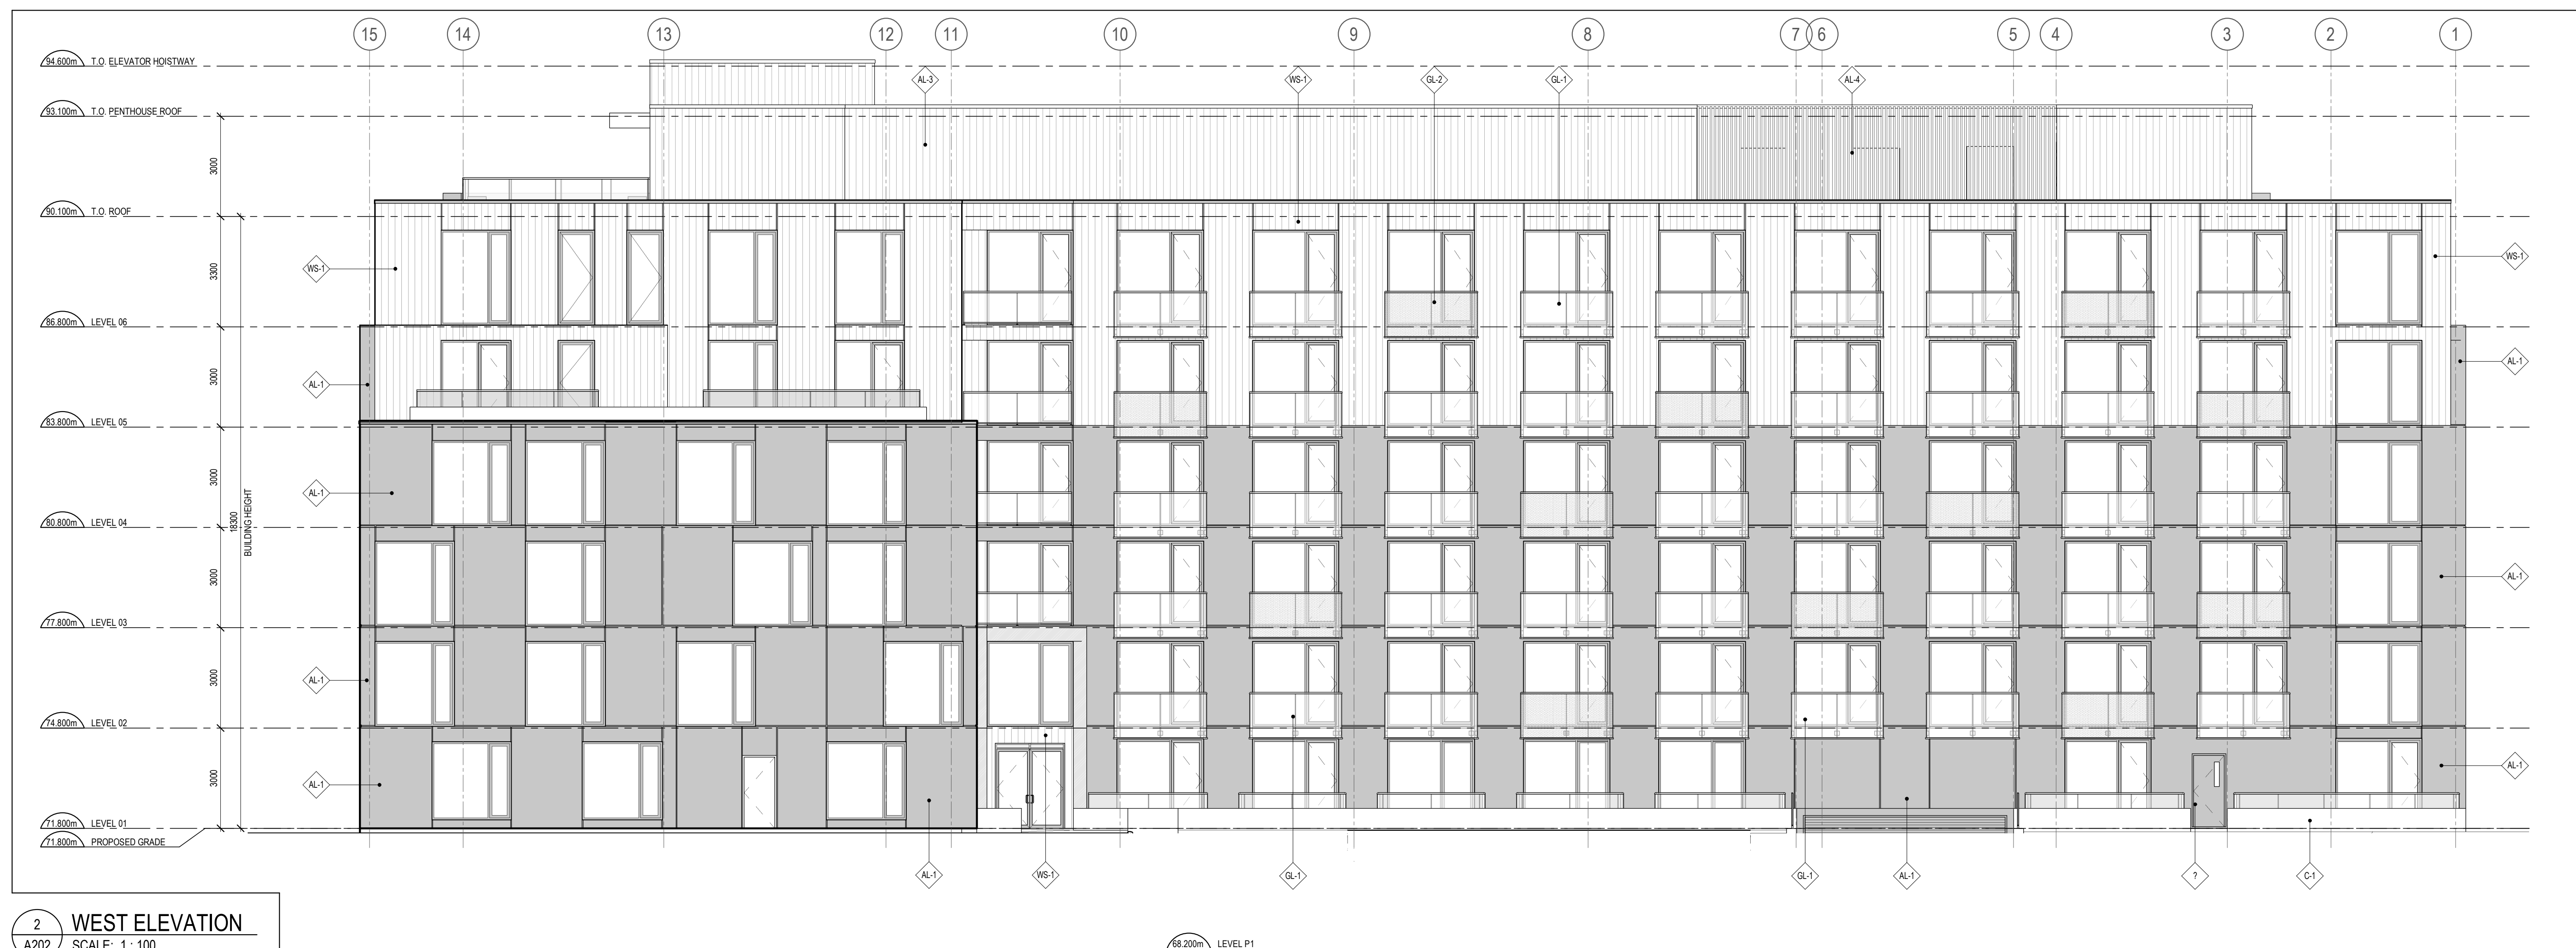 15 14 13 12 11 10 9 8 7 6 5 4 3 2 1
94.600m T.O. ELEVATOR HOISTWAY
AL-3 WS-1 GL-2 GL-1 AL-4
93.100m T.O. PENTHOUSE ROOF
3000
90.100m T.O. ROOF
3300
WS-1 WS-1
86.800m LEVEL 06
3000
AL-1 AL-1
83.800m LEVEL 05
3000
AL-1
18300
BUILDING HEIGHT
80.800m LEVEL 04
3000
AL-1
77.800m LEVEL 03
3000
AL-1
74.800m LEVEL 02
3000
AL-1 AL-1
71.800m LEVEL 01
71.800m PROPOSED GRADE
AL-1 WS-1 GL-1 GL-1 AL-1 ? C-1
2 WEST ELEVATION
A202 SCALE: 1 : 100
68.200m LEVEL P1